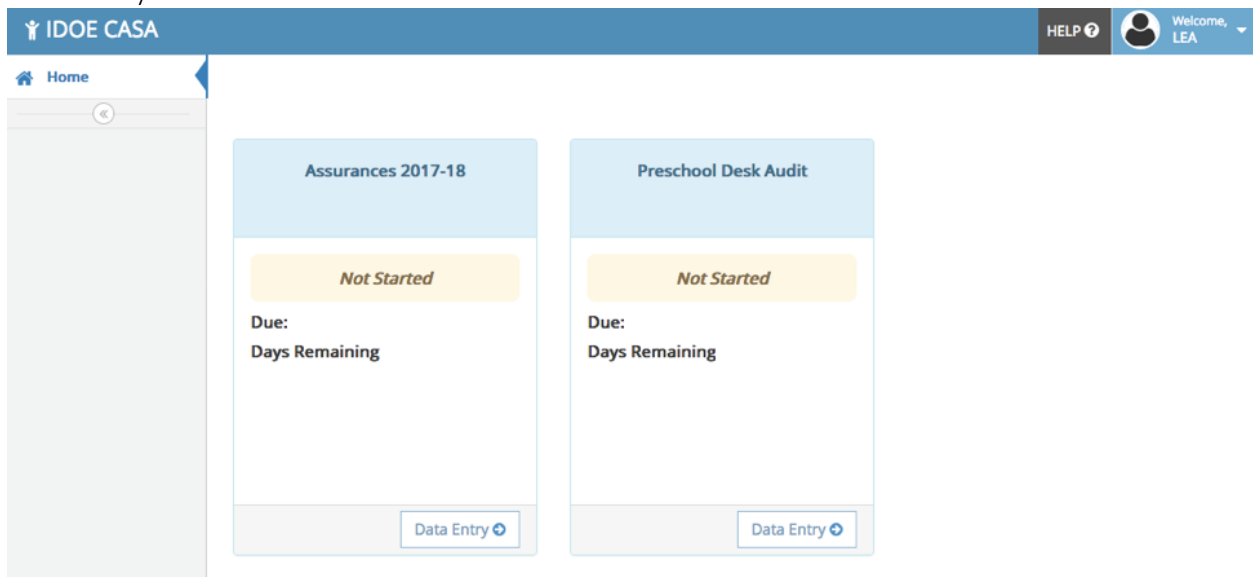 IDOE CASA
HELP
Welcome,
LEA
Home
Assurances 2017-18
Not Started
Due:
Days Remaining
Data Entry
Preschool Desk Audit
Not Started
Due:
Days Remaining
Data Entry